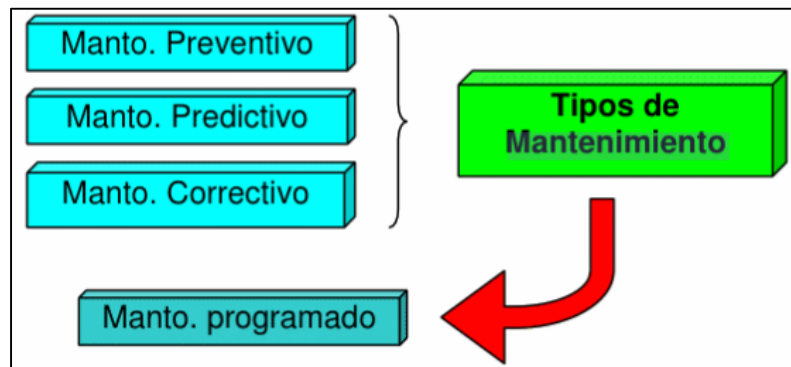 Manto. Preventivo
Manto. Predictivo
Manto. Correctivo
Tipos de
Mantenimiento
Manto. programado